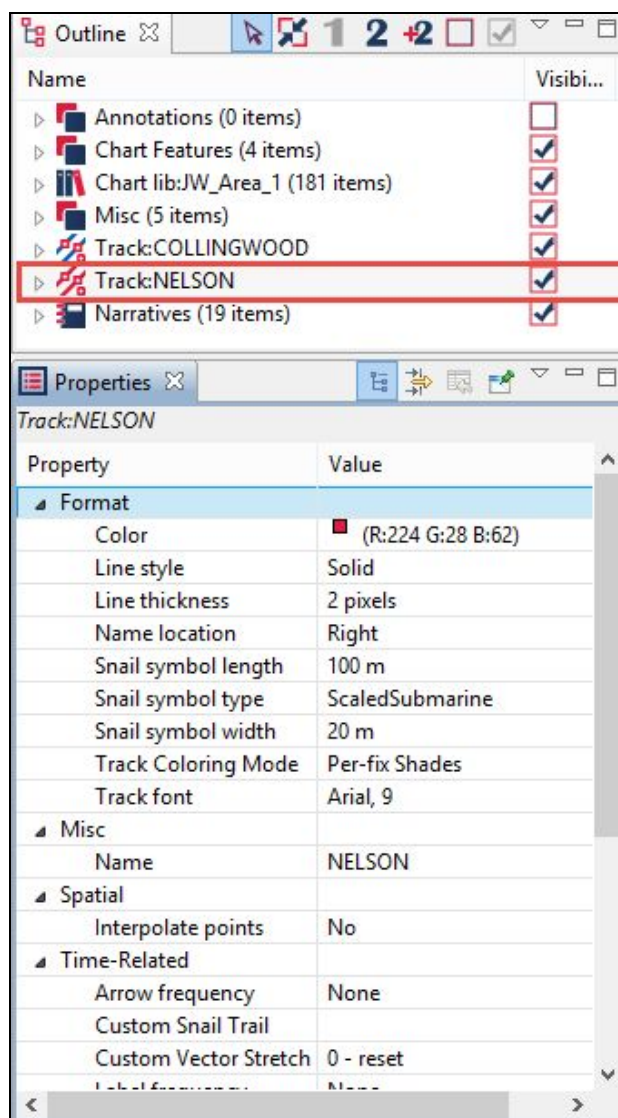 Outline 1 2 +2
Name Visibi...
Annotations (0 items)
Chart Features (4 items)
Chart lib:JW_Area_1 (181 items)
Misc (5 items)
Track:COLLINGWOOD
Track:NELSON
Narratives (19 items)
Properties
Track:NELSON
Property Value
Format
Color (R:224 G:28 B:62)
Line style Solid
Line thickness 2 pixels
Name location Right
Snail symbol length 100 m
Snail symbol type ScaledSubmarine
Snail symbol width 20 m
Track Coloring Mode Per-fix Shades
Track font Arial, 9
Misc
Name NELSON
Spatial
Interpolate points No
Time-Related
Arrow frequency None
Custom Snail Trail
Custom Vector Stretch 0 - reset
Label frequency None